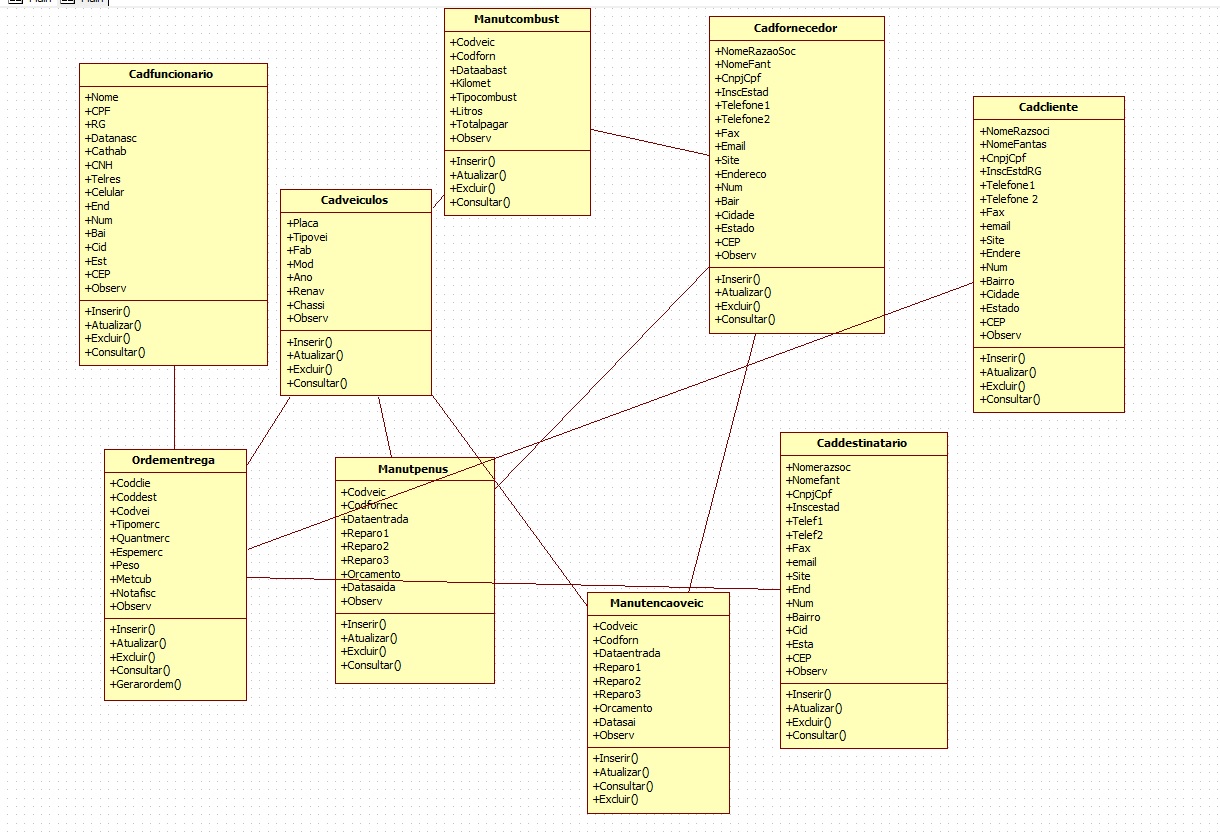 Main Main
Manutcombust
+Codveic
+Codforn
+Dataabast
+Kilomet
+Tipocombust
+Litros
+Totalpagar
+Observ
+Inserir()
+Atualizar()
+Excluir()
+Consultar()
Cadfornecedor
+NomeRazaoSoc
+NomeFant
+CnpjCpf
+InscEstad
+Telefone1
+Telefone2
+Fax
+Email
+Site
+Endereco
+Num
+Bair
+Cidade
+Estado
+CEP
+Observ
+Inserir()
+Atualizar()
+Excluir()
+Consultar()
Cadfuncionario
+Nome
+CPF
+RG
+Datanasc
+Cathab
+CNH
+Telres
+Celular
+End
+Num
+Bai
+Cid
+Est
+CEP
+Observ
+Inserir()
+Atualizar()
+Excluir()
+Consultar()
Cadcliente
+NomeRazsoci
+NomeFantas
+CnpjCpf
+InscEstdRG
+Telefone1
+Telefone 2
+Fax
+email
+Site
+Endere
+Num
+Bairro
+Cidade
+Estado
+CEP
+Observ
+Inserir()
+Atualizar()
+Excluir()
+Consultar()
Cadveiculos
+Placa
+Tipovei
+Fab
+Mod
+Ano
+Renav
+Chassi
+Observ
+Inserir()
+Atualizar()
+Excluir()
+Consultar()
Ordementrega
+Codclie
+Coddest
+Codvei
+Tipomerc
+Quantmerc
+Espemerc
+Peso
+Metcub
+Notafisc
+Observ
+Inserir()
+Atualizar()
+Excluir()
+Consultar()
+Gerarordem()
Manutpenus
+Codveic
+Codfornec
+Dataentrada
+Reparo1
+Reparo2
+Reparo3
+Orcamento
+Datasaida
+Observ
+Inserir()
+Atualizar()
+Excluir()
+Consultar()
Caddestinatario
+Nomerazsoc
+Nomefant
+CnpjCpf
+Inscestad
+Telef1
+Telef2
+Fax
+email
+Site
+End
+Num
+Bairro
+Cid
+Esta
+CEP
+Observ
+Inserir()
+Atualizar()
+Excluir()
+Consultar()
Manutencaoveic
+Codveic
+Codforn
+Dataentrada
+Reparo1
+Reparo2
+Reparo3
+Orcamento
+Datasai
+Observ
+Inserir()
+Atualizar()
+Consultar()
+Excluir()